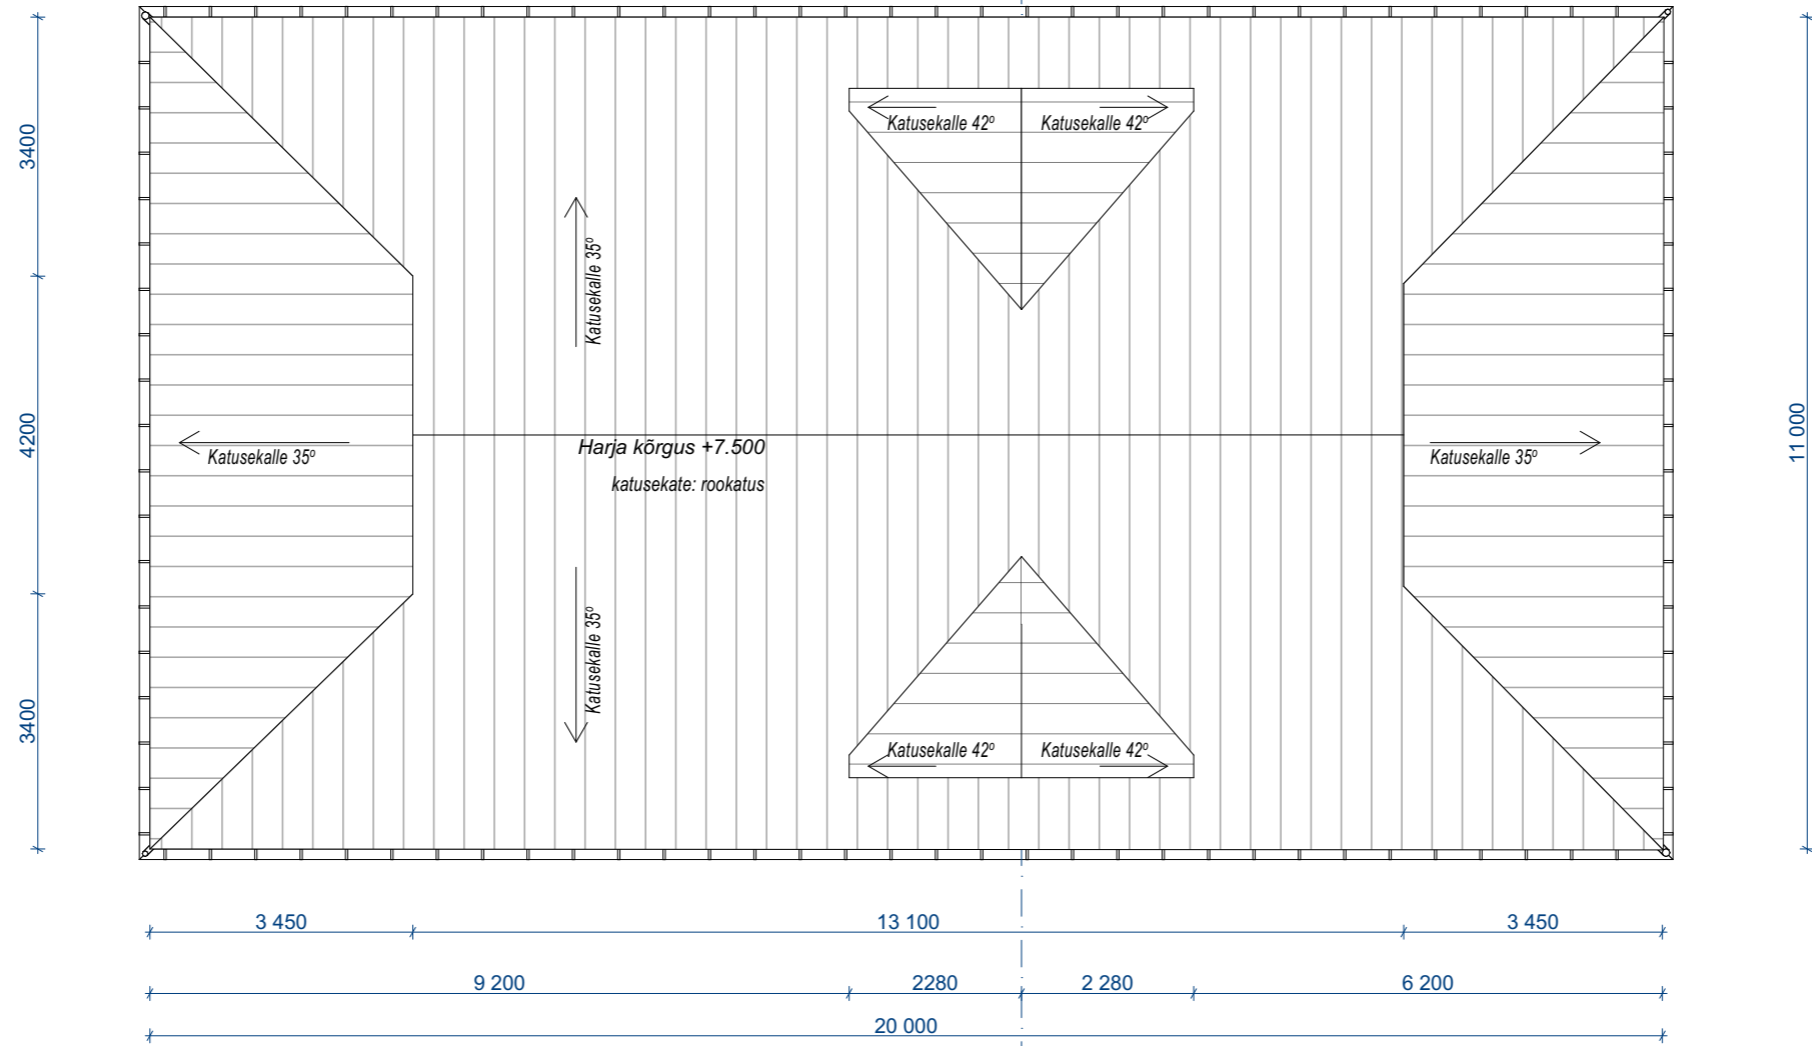 Katusekalle 42º
Katusekalle 42º
3400
Katusekalle 35º
4200
Katusekalle 35º
Harja kõrgus +7.500
katusekate: rookatus
Katusekalle 35º
11 000
Katusekalle 35º
3400
Katusekalle 42º
Katusekalle 42º
3 450
13 100
3 450
9 200
2280
2 280
6 200
20 000